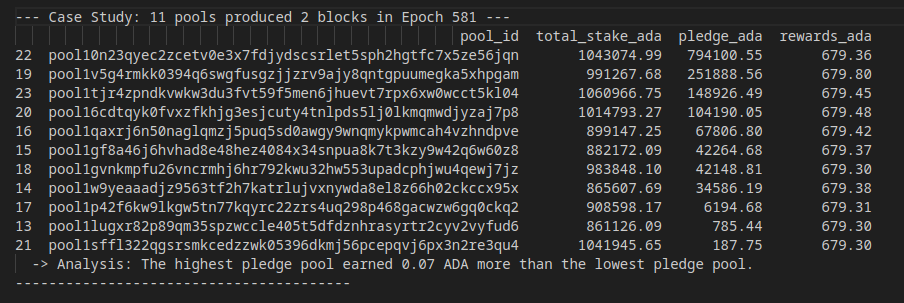 --- Case Study: 11 pools produced 2 blocks in Epoch 581 ---
pool_id total_stake_ada pledge_ada rewards_ada
22 pool10n23qyec2zcetv0e3x7fdjydscsrlet5sph2hgtfc7x5ze56jqn 1043074.99 794100.55 679.36
19 pool1v5g4rmkk0394q6swgfusgzjjzrv9ajy8qntgpuumegka5xhpgam 991267.68 251888.56 679.80
23 pool1tjr4zpndkvwkw3du3fvt59f5men6jhuevt7rpx6xw0wcct5kl04 1060966.75 148926.49 679.45
20 pool16cdtqyk0fvxzfkhjg3esjcuty4tnlpds5lj0lkmqmwdjyzaj7p8 1014793.27 104190.05 679.48
16 pool1qaxrj6n50naglqmzj5puq5sd0awgy9wnqmykpwmcah4vzhndpve 899147.25 67806.80 679.42
15 pool1gf8a46j6hvhad8e48hez4084x34snpua8k7t3kzy9w42q6w60z8 882172.09 42264.68 679.37
18 pool1gvnkmpfu26vncrmhj6hr792kwu32hw553upadcphjwu4qewj7jz 983848.10 42148.81 679.30
14 pool1w9yeaaadjz9563tf2h7katrlujvxnywda8el8z66h02ckccx95x 865607.69 34586.19 679.38
17 pool1p42f6kw9lkgw5tn77kqyrc22zrs4uq298p468gacwzw6gq0ckq2 908598.17 6194.68 679.31
13 pool1lugxr82p89qm35spzwccle405t5dfdznhrasyrtr2cyv2vyfud6 861126.09 785.44 679.30
21 pool1sffl322qgsrsmkcedzzwk05396dkmj56pcepqvj6px3n2re3qu4 1041945.65 187.75 679.30
-> Analysis: The highest pledge pool earned 0.07 ADA more than the lowest pledge pool.
----------------------------------------